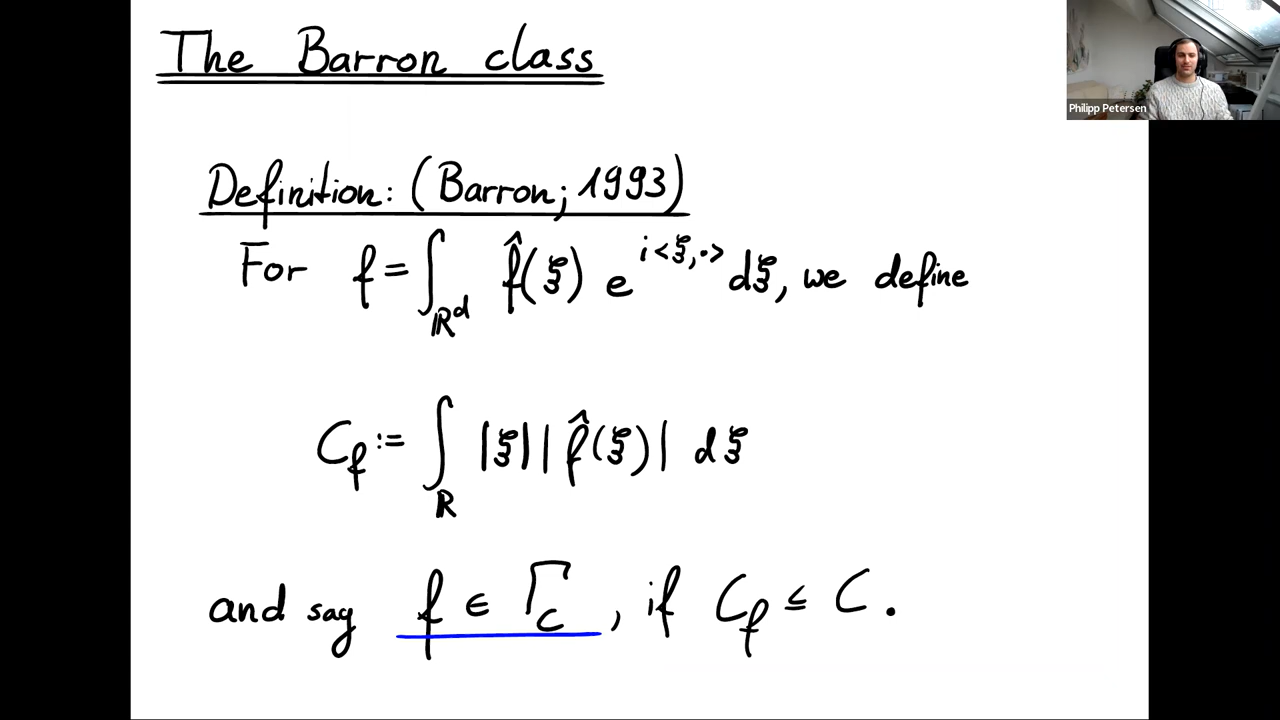 The Barron class
Philipp Petersen
Definition: (Barron; 1993)
For f = ∫_{ℝ^d} f̂(ξ) e^{i<ξ,·>} dξ, we define
C_f := ∫_ℝ |ξ| |f̂(ξ)| dξ
and say f ∈ Γ_C, if C_f ≤ C.